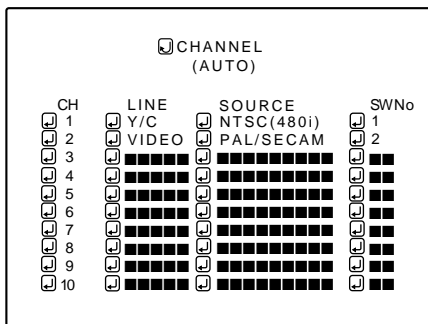 CHANNEL
(AUTO)
CH LINE SOURCE SWNo
1 Y/C NTSC(480i) 1
2 VIDEO PAL/SECAM 2
3
4
5
6
7
8
9
10